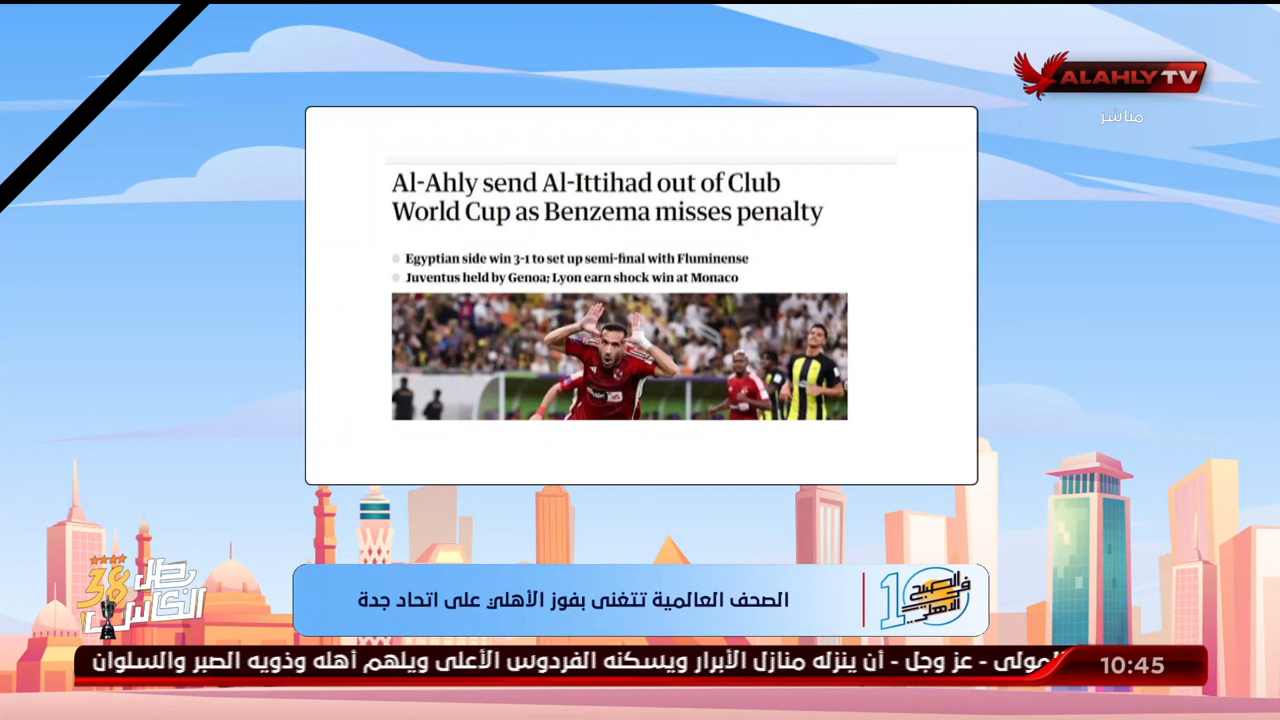 ALAHLY TV
مباشر
Al-Ahly send Al-Ittihad out of Club
World Cup as Benzema misses penalty
Egyptian side win 3-1 to set up semi-final with Fluminense
Juventus held by Genoa; Lyon earn shock win at Monaco
بطل
الكاس
38
الصحف العالمية تتغنى بفوز الأهلي على اتحاد جدة
10
الصبح
في الأهلي
المولى - عز وجل - أن ينزله منازل الأبرار ويسكنه الفردوس الأعلى ويلهم أهله وذويه الصبر والسلوان
10:45